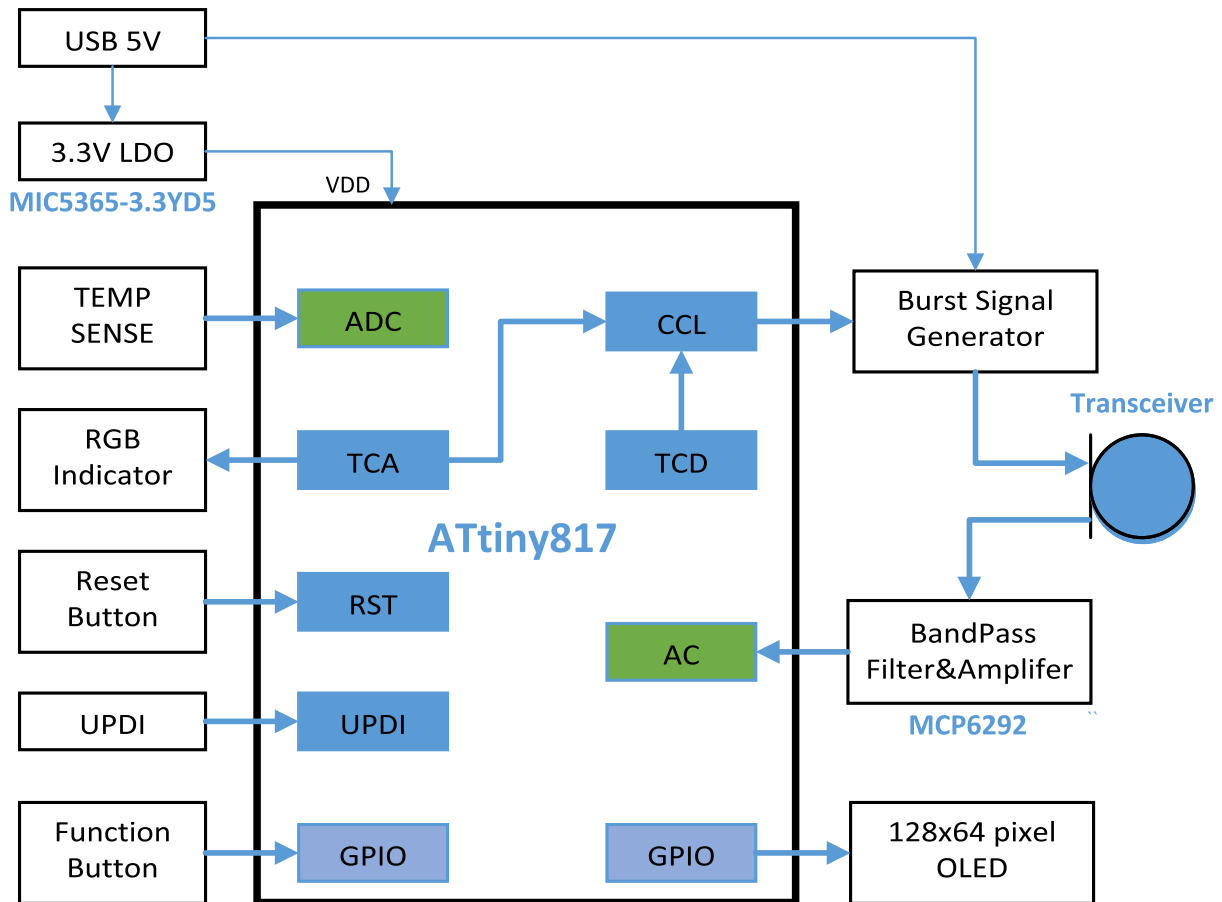 USB 5V
3.3V LDO
MIC5365-3.3YD5
VDD
TEMP
SENSE
ADC
CCL
Burst Signal
Generator
Transceiver
RGB
Indicator
TCA
TCD
ATtiny817
Reset
Button
RST
AC
BandPass
Filter&Amplifer
MCP6292
``
UPDI
UPDI
Function
Button
GPIO
GPIO
128x64 pixel
OLED